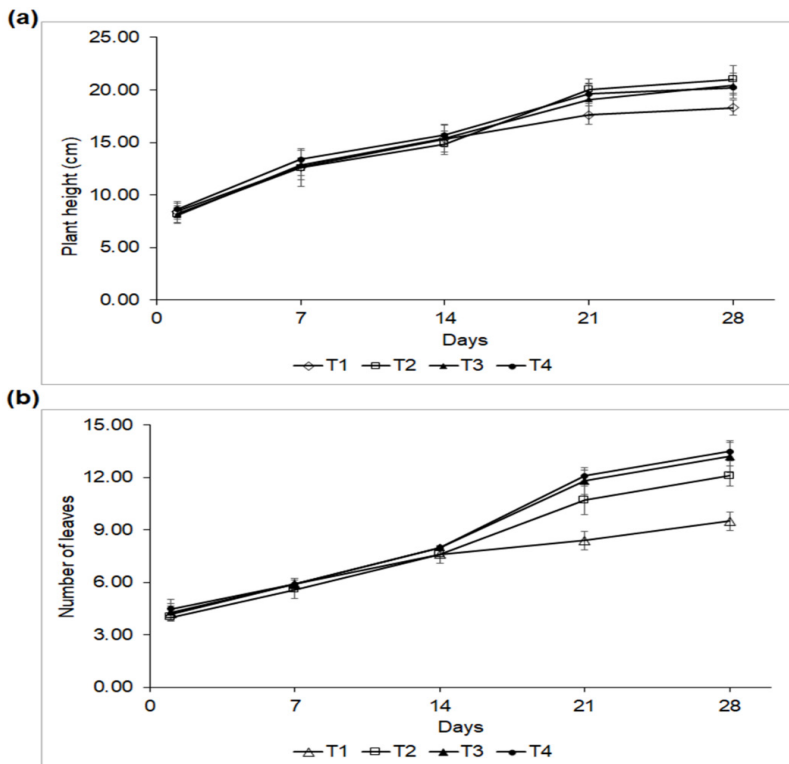 (a)
25.00
20.00
15.00
10.00
5.00
0.00
Plant height (cm)
0 7 14 21 28
Days
T1 T2 T3 T4
(b)
15.00
12.00
9.00
6.00
3.00
0.00
Number of leaves
0 7 14 21 28
Days
T1 T2 T3 T4